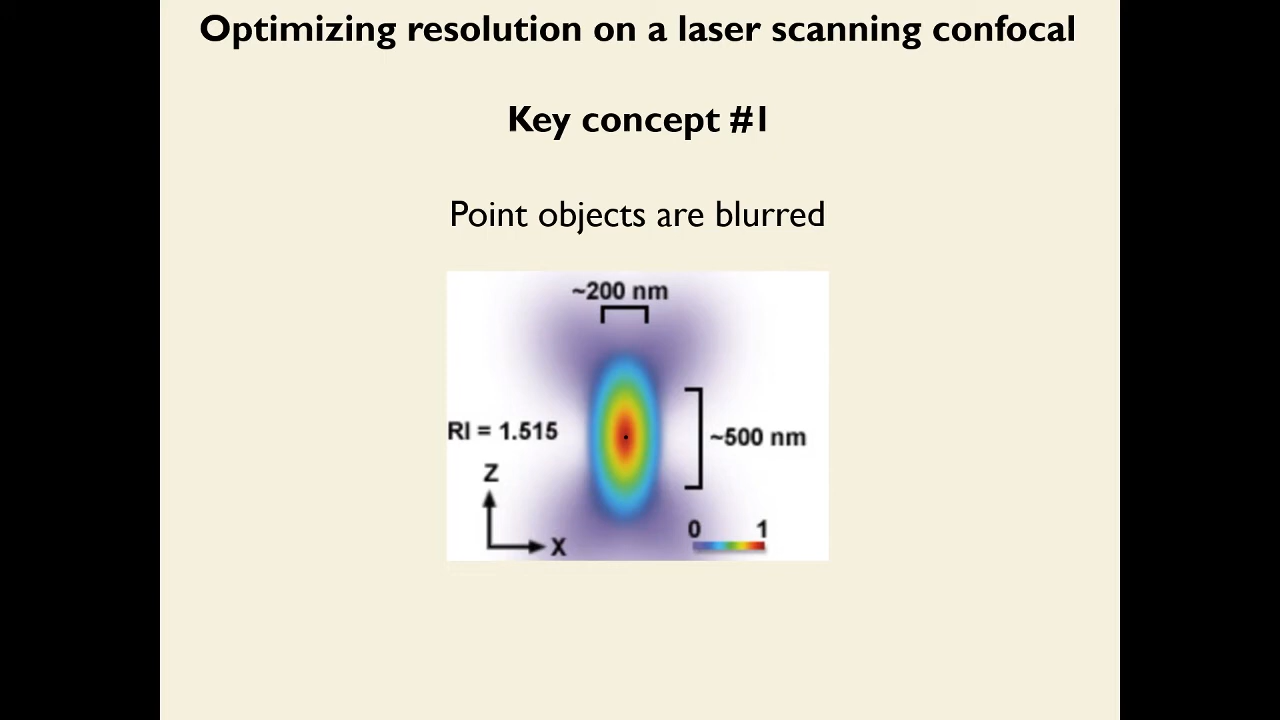 Optimizing resolution on a laser scanning confocal
Key concept #1
Point objects are blurred
~200 nm
RI = 1.515
~500 nm
Z
X
0 1